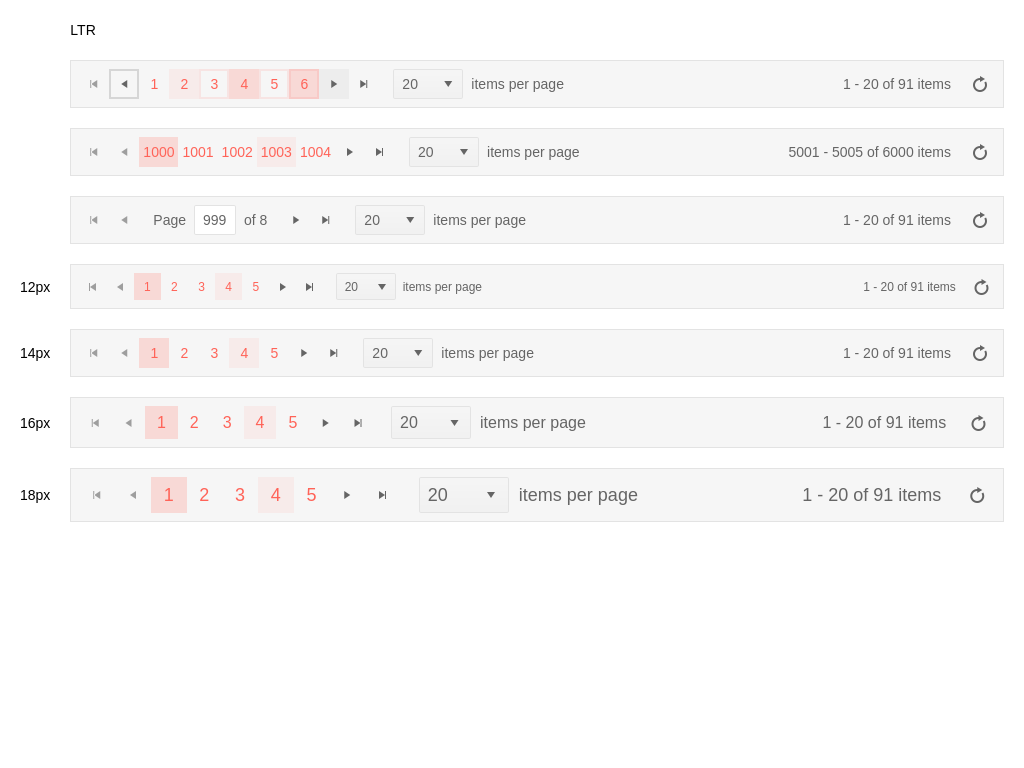 LTR
1 2 3 4 5 6 20 items per page 1 - 20 of 91 items
1000 1001 1002 1003 1004 20 items per page 5001 - 5005 of 6000 items
Page 999 of 8 20 items per page 1 - 20 of 91 items
12px 1 2 3 4 5 20 items per page 1 - 20 of 91 items
14px 1 2 3 4 5 20 items per page 1 - 20 of 91 items
16px 1 2 3 4 5 20 items per page 1 - 20 of 91 items
18px 1 2 3 4 5 20 items per page 1 - 20 of 91 items